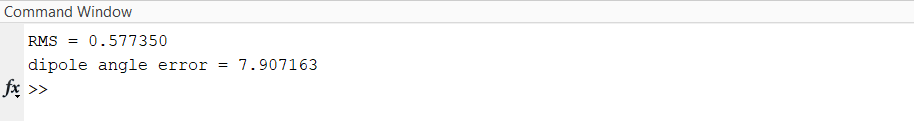 Command Window
RMS = 0.577350
dipole angle error = 7.907163
fx >>